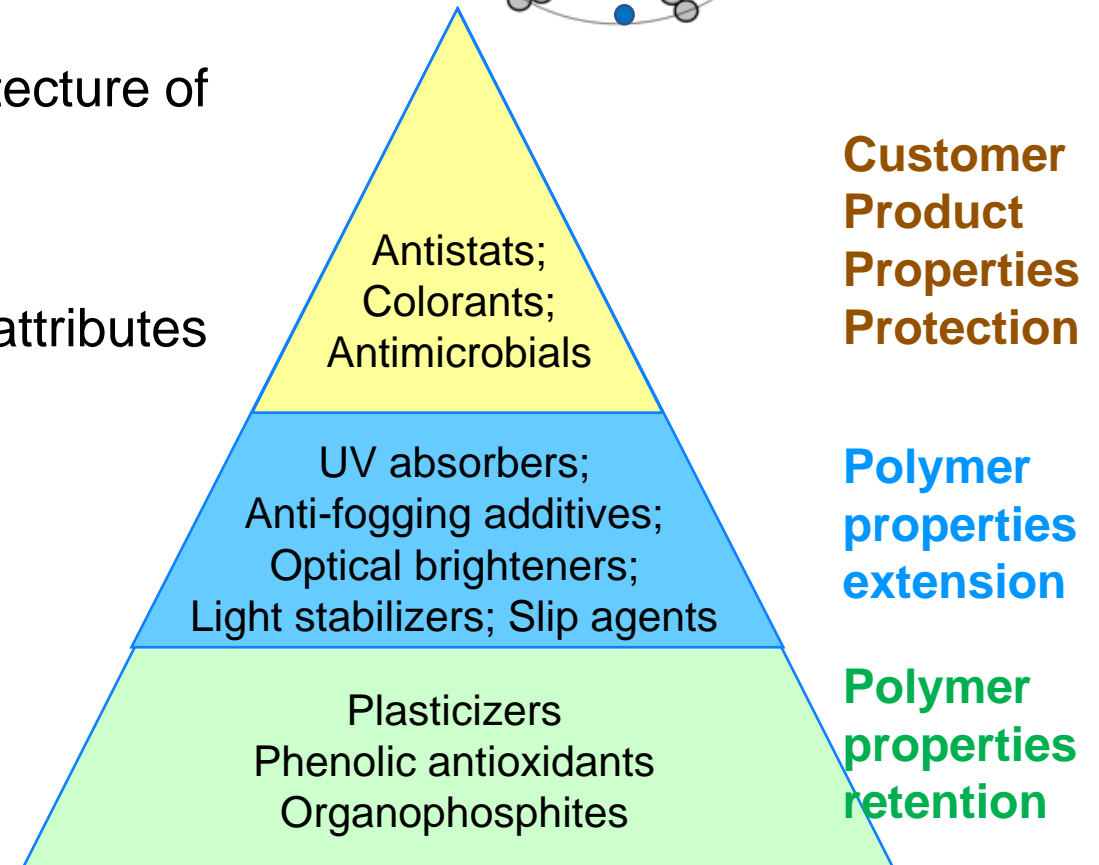 tecture of
attributes
Antistats;
Colorants;
Antimicrobials
Customer
Product
Properties
Protection
UV absorbers;
Anti-fogging additives;
Optical brighteners;
Light stabilizers; Slip agents
Polymer
properties
extension
Plasticizers
Phenolic antioxidants
Organophosphites
Polymer
properties
retention